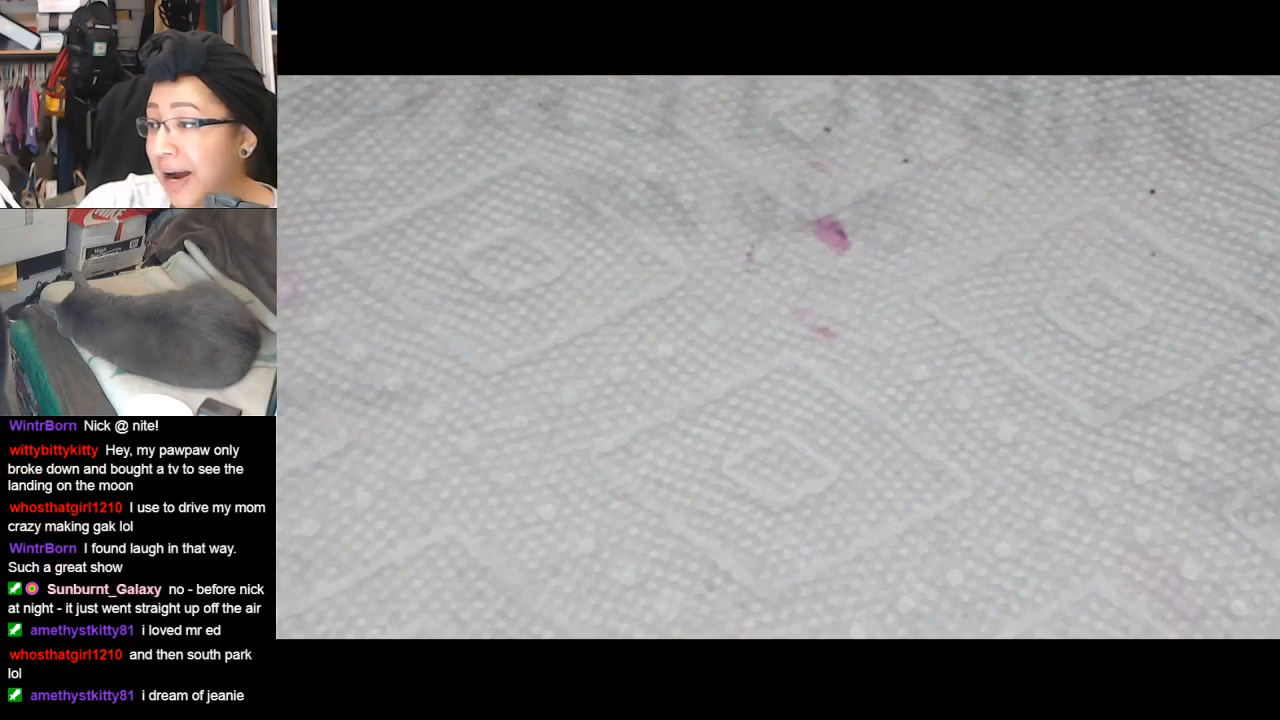 WintrBorn Nick @ nite!
wittybittykitty Hey, my pawpaw only
broke down and bought a tv to see the
landing on the moon
whosthatgirl1210 I use to drive my mom
crazy making gak lol
WintrBorn I found laugh in that way.
Such a great show
Sunburnt_Galaxy no - before nick
at night - it just went straight up off the air
amethystkitty81 i loved mr ed
whosthatgirl1210 and then south park
lol
amethystkitty81 i dream of jeanie